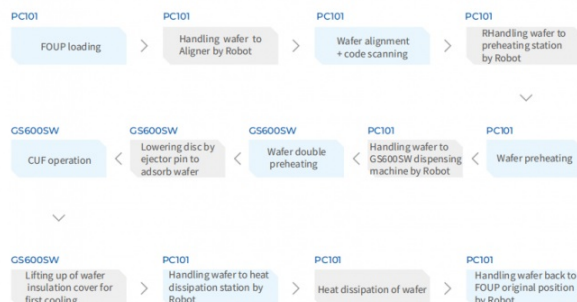 PC101
FOUP loading
PC101
Handling wafer to
Aligner by Robot
PC101
Wafer alignment
+ code scanning
PC101
RHandling wafer to
preheating station
by Robot
PC101
Wafer preheating
PC101
Handling wafer to
GS600SW dispensing
machine by Robot
GS600SW
Wafer double
preheating
GS600SW
Lowering disc by
ejector pin to
adsorb wafer
GS600SW
CUF operation
GS600SW
Lifting up of wafer
insulation cover for
first cooling
PC101
Handling wafer to heat
dissipation station by
Robot
PC101
Heat dissipation of wafer
PC101
Handling wafer back to
FOUP original position
by Robot